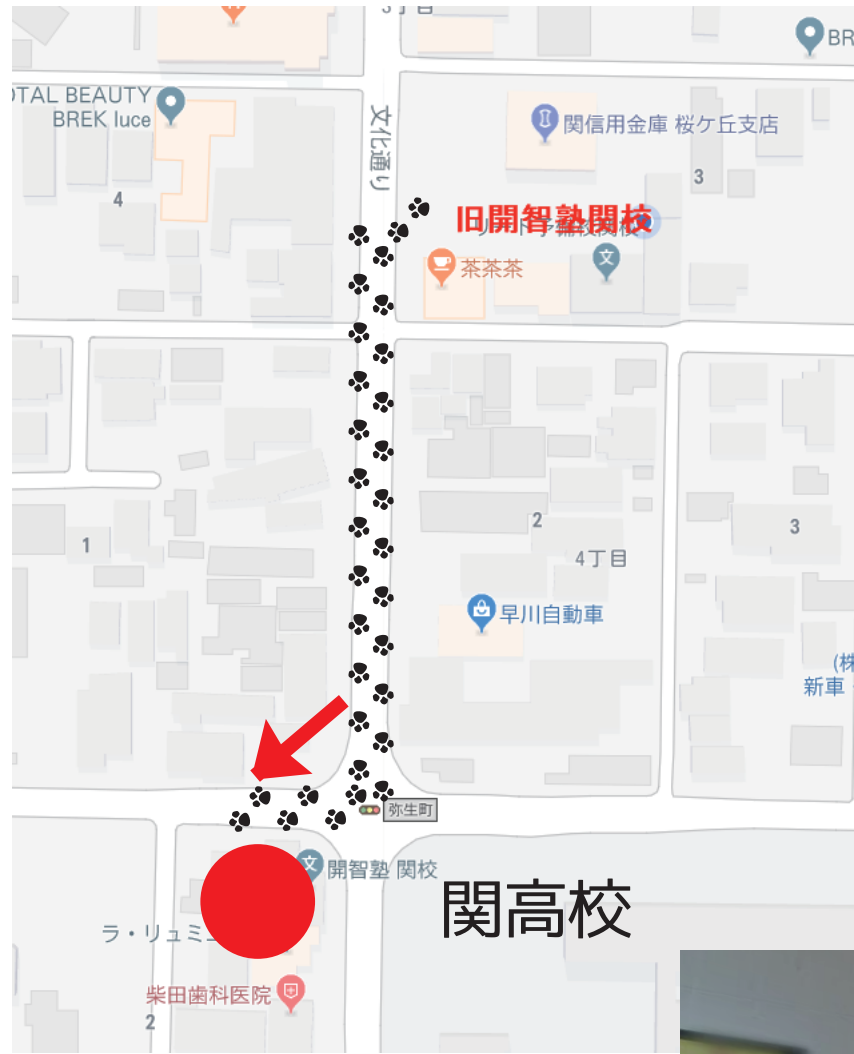 BR
OTAL BEAUTY
BREK luce
文化通り
関信用金庫 桜ケ丘支店
3
4
旧開智塾関校
茶茶茶
文
2
1
3
4丁目
早川自動車
(株
新車
弥生町
文
開智塾 関校
関高校
ラ・リュミ
柴田歯科医院
2